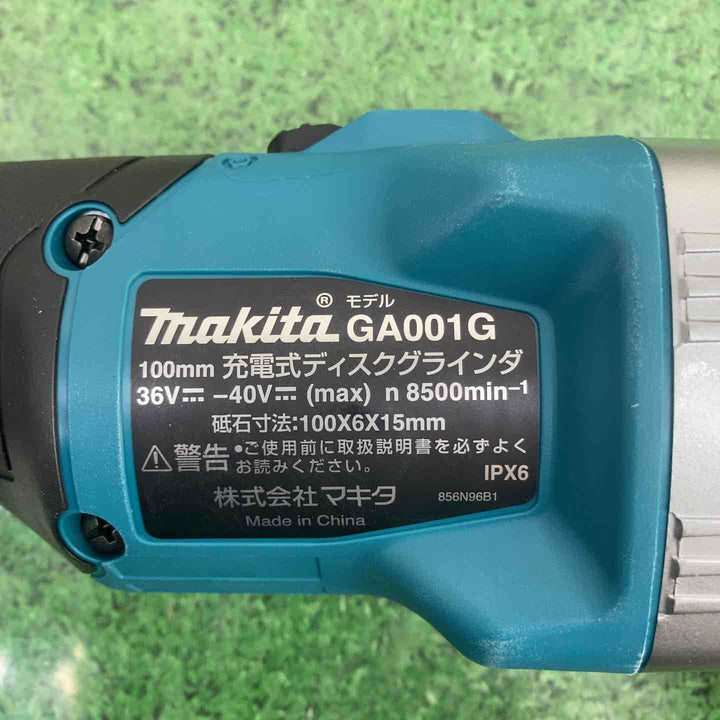 makita® モデル GA001G
100mm 充電式ディスクグラインダ
36V⎓ –40V⎓ (max) n 8500min⁻¹
砥石寸法:100X6X15mm
⚠警告 •ご使用前に取扱説明書を必ずよく
お読みください。
IPX6
株式会社 マキタ 856N96B1
Made in China